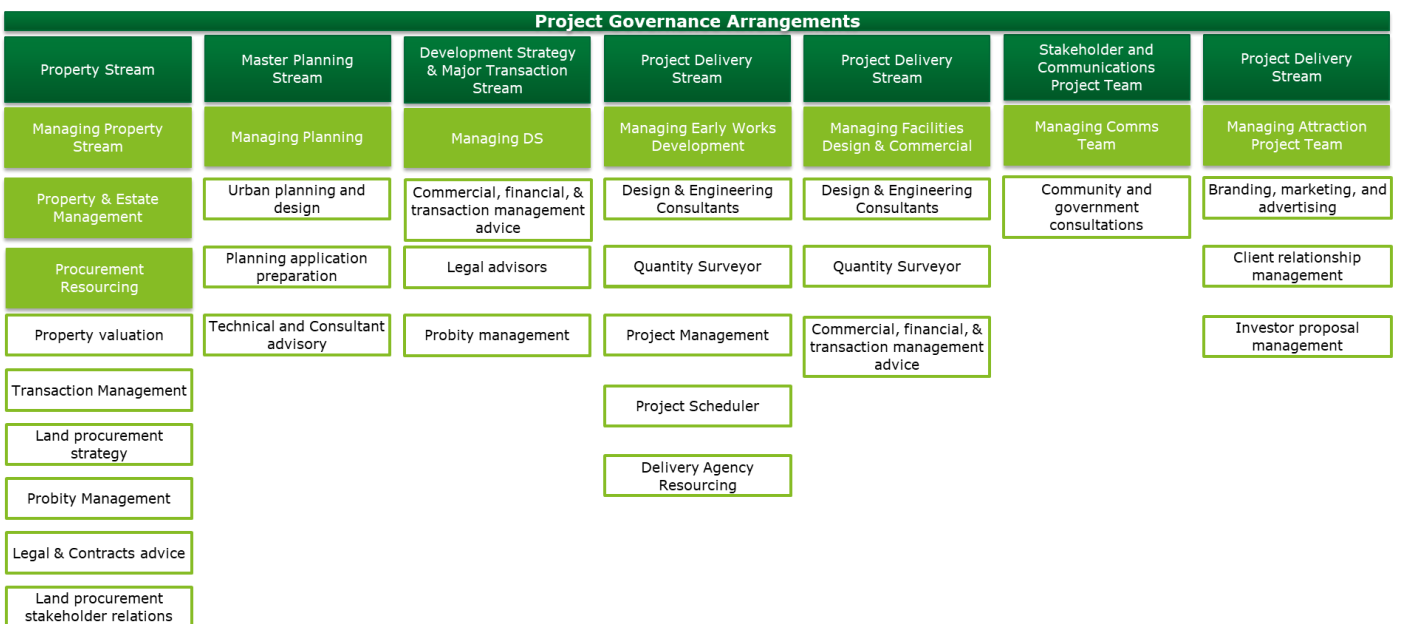 Project Governance Arrangements
Property Stream
Managing Property
Stream
Property & Estate
Management
Procurement
Resourcing
Property valuation
Transaction Management
Land procurement
strategy
Probity Management
Legal & Contracts advice
Land procurement
stakeholder relations
Master Planning
Stream
Managing Planning
Urban planning and
design
Planning application
preparation
Technical and Consultant
advisory
Development Strategy
& Major Transaction
Stream
Managing DS
Commercial, financial, &
transaction management
advice
Legal advisors
Probity management
Project Delivery
Stream
Managing Early Works
Development
Design & Engineering
Consultants
Quantity Surveyor
Project Management
Project Scheduler
Delivery Agency
Resourcing
Project Delivery
Stream
Managing Facilities
Design & Commercial
Design & Engineering
Consultants
Quantity Surveyor
Commercial, financial, &
transaction management
advice
Stakeholder and
Communications
Project Team
Managing Comms
Team
Community and
government
consultations
Project Delivery
Stream
Managing Attraction
Project Team
Branding, marketing, and
advertising
Client relationship
management
Investor proposal
management